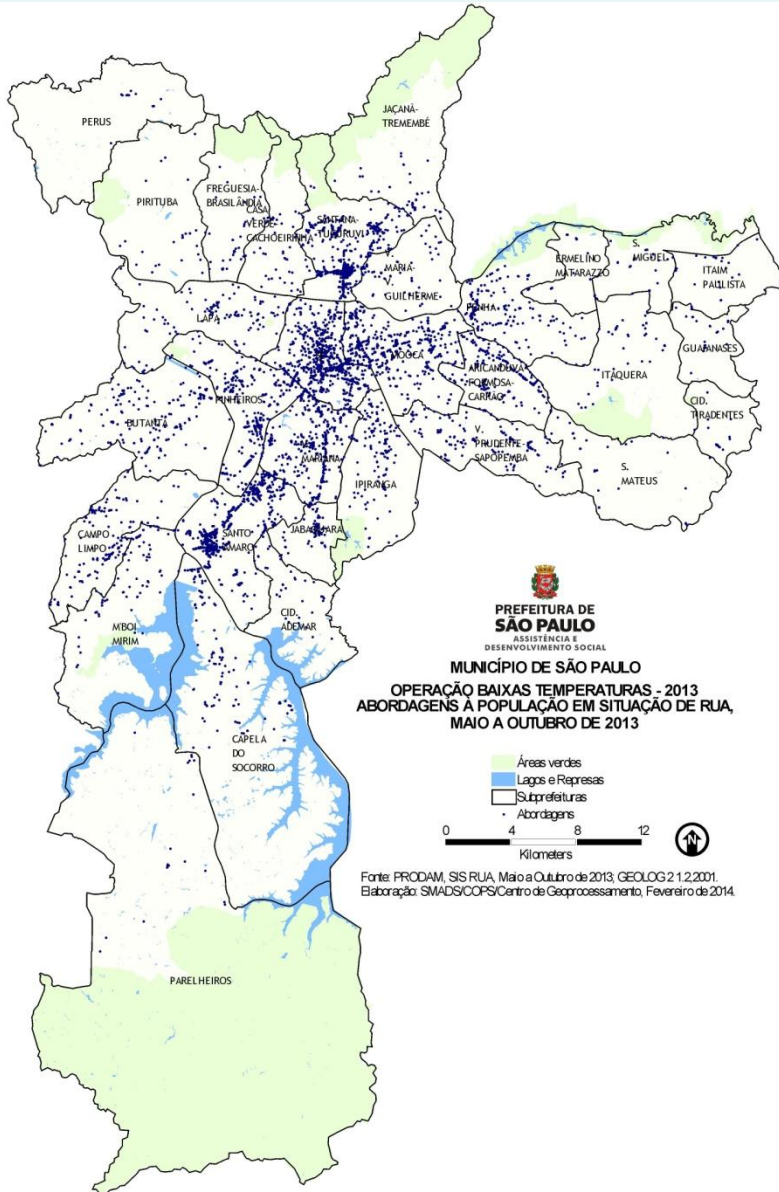 JAÇANÃ-
TREMEMBÉ
PERUS
PIRITUBA
FREGUESIA-
BRASILÂNDIA
CASA
VERDE-
CACHOEIRINHA
SANTANA-
TUCURUVI
V.
MARIA-
V.
GUILHERME
ERMELINO
MATARAZZO
S.
MIGUEL
ITAIM
PAULISTA
PENHA
LAPA
MOOCA
ARICANDUVA-
FORMOSA-
CARRÃO
ITAQUERA
GUAIANASES
CID.
TIRADENTES
PINHEIROS
BUTANTÃ
MARIANA
IPIRANGA
V.
PRUDENTE-
SAPOPEMBA
S.
MATEUS
CAMPO
LIMPO
SANTO
AMARO
JABAQUARA
M'BOI
MIRIM
CID.
ADEMAR
CAPELA
DO
SOCORRO
PARELHEIROS
PREFEITURA DE
SÃO PAULO
ASSISTÊNCIA E
DESENVOLVIMENTO SOCIAL
MUNICÍPIO DE SÃO PAULO
OPERAÇÃO BAIXAS TEMPERATURAS - 2013
ABORDAGENS À POPULAÇÃO EM SITUAÇÃO DE RUA,
MAIO A OUTUBRO DE 2013
Áreas verdes
Lagos e Represas
Subprefeituras
Abordagens
0 4 8 12
Kilometers
N
Fonte: PRODAM, SIS RUA, Maio a Outubro de 2013; GEOLOG 2 1.2,2001.
Elaboração: SMADS/COPS/Centro de Geoprocessamento, Fevereiro de 2014.